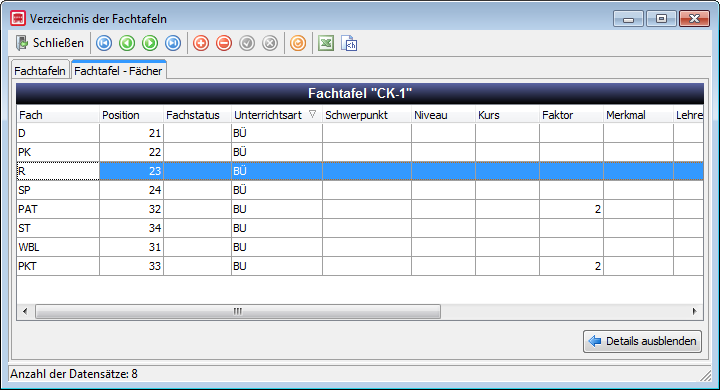 Verzeichnis der Fachtafeln
Schließen
Fachtafeln Fachtafel - Fächer
Fachtafel "CK-1"
Fach Position Fachstatus Unterrichtsart Schwerpunkt Niveau Kurs Faktor Merkmal Lehre
D 21 BÜ
PK 22 BÜ
R 23 BÜ
SP 24 BÜ
PAT 32 BU 2
ST 34 BU
WBL 31 BU
PKT 33 BU 2
Details ausblenden
Anzahl der Datensätze: 8